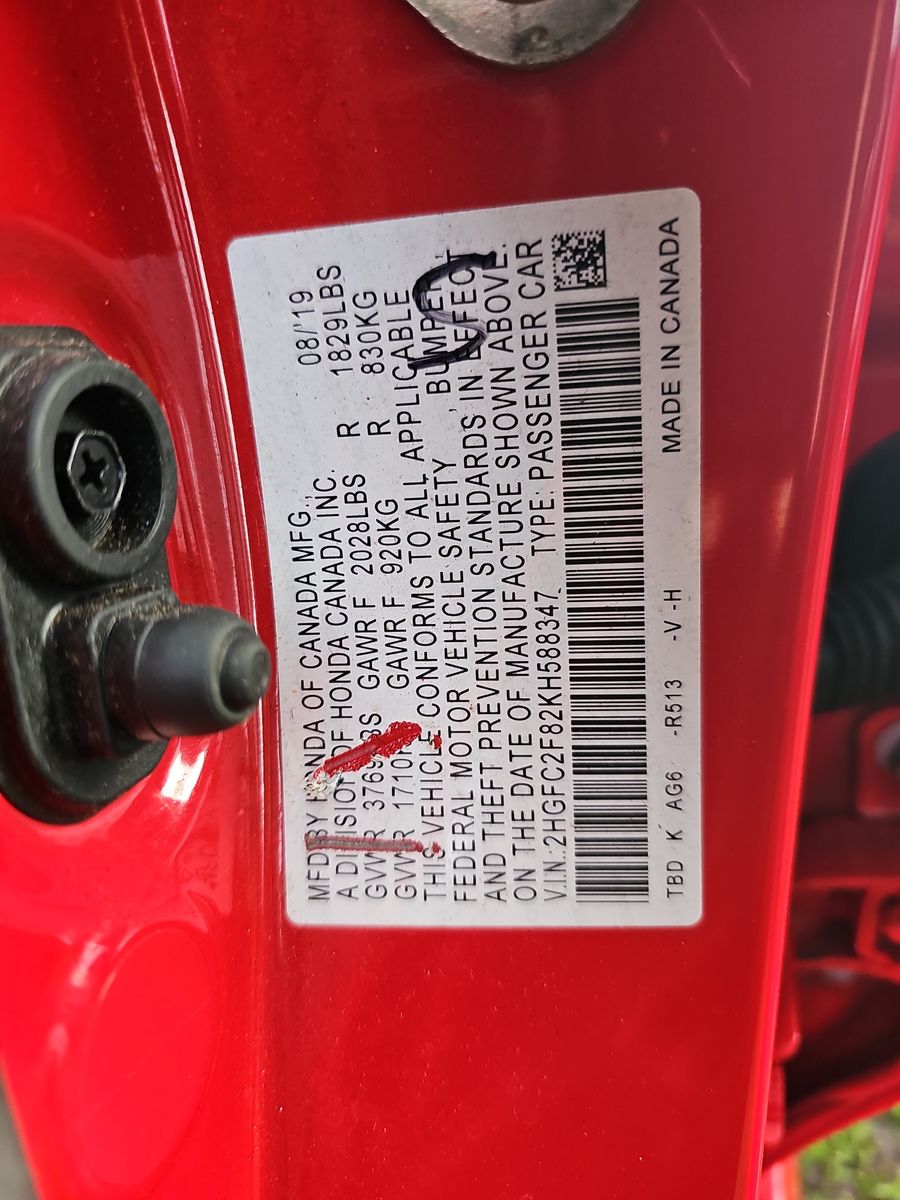 MFD. BY HONDA OF CANADA MFG., 08/'19
A DIVISION OF HONDA CANADA INC.
GVWR GAWR F 2028LBS R 1829LBS
GVWR GAWR F 920KG R 830KG
THIS VEHICLE CONFORMS TO ALL APPLICABLE
FEDERAL MOTOR VEHICLE SAFETY, BUMPER,
AND THEFT PREVENTION STANDARDS IN EFFECT
ON THE DATE OF MANUFACTURE SHOWN ABOVE.
V.I.N.:2HGFC2F82KH588347 TYPE: PASSENGER CAR
TBD K AG6 -R513 -V -H MADE IN CANADA